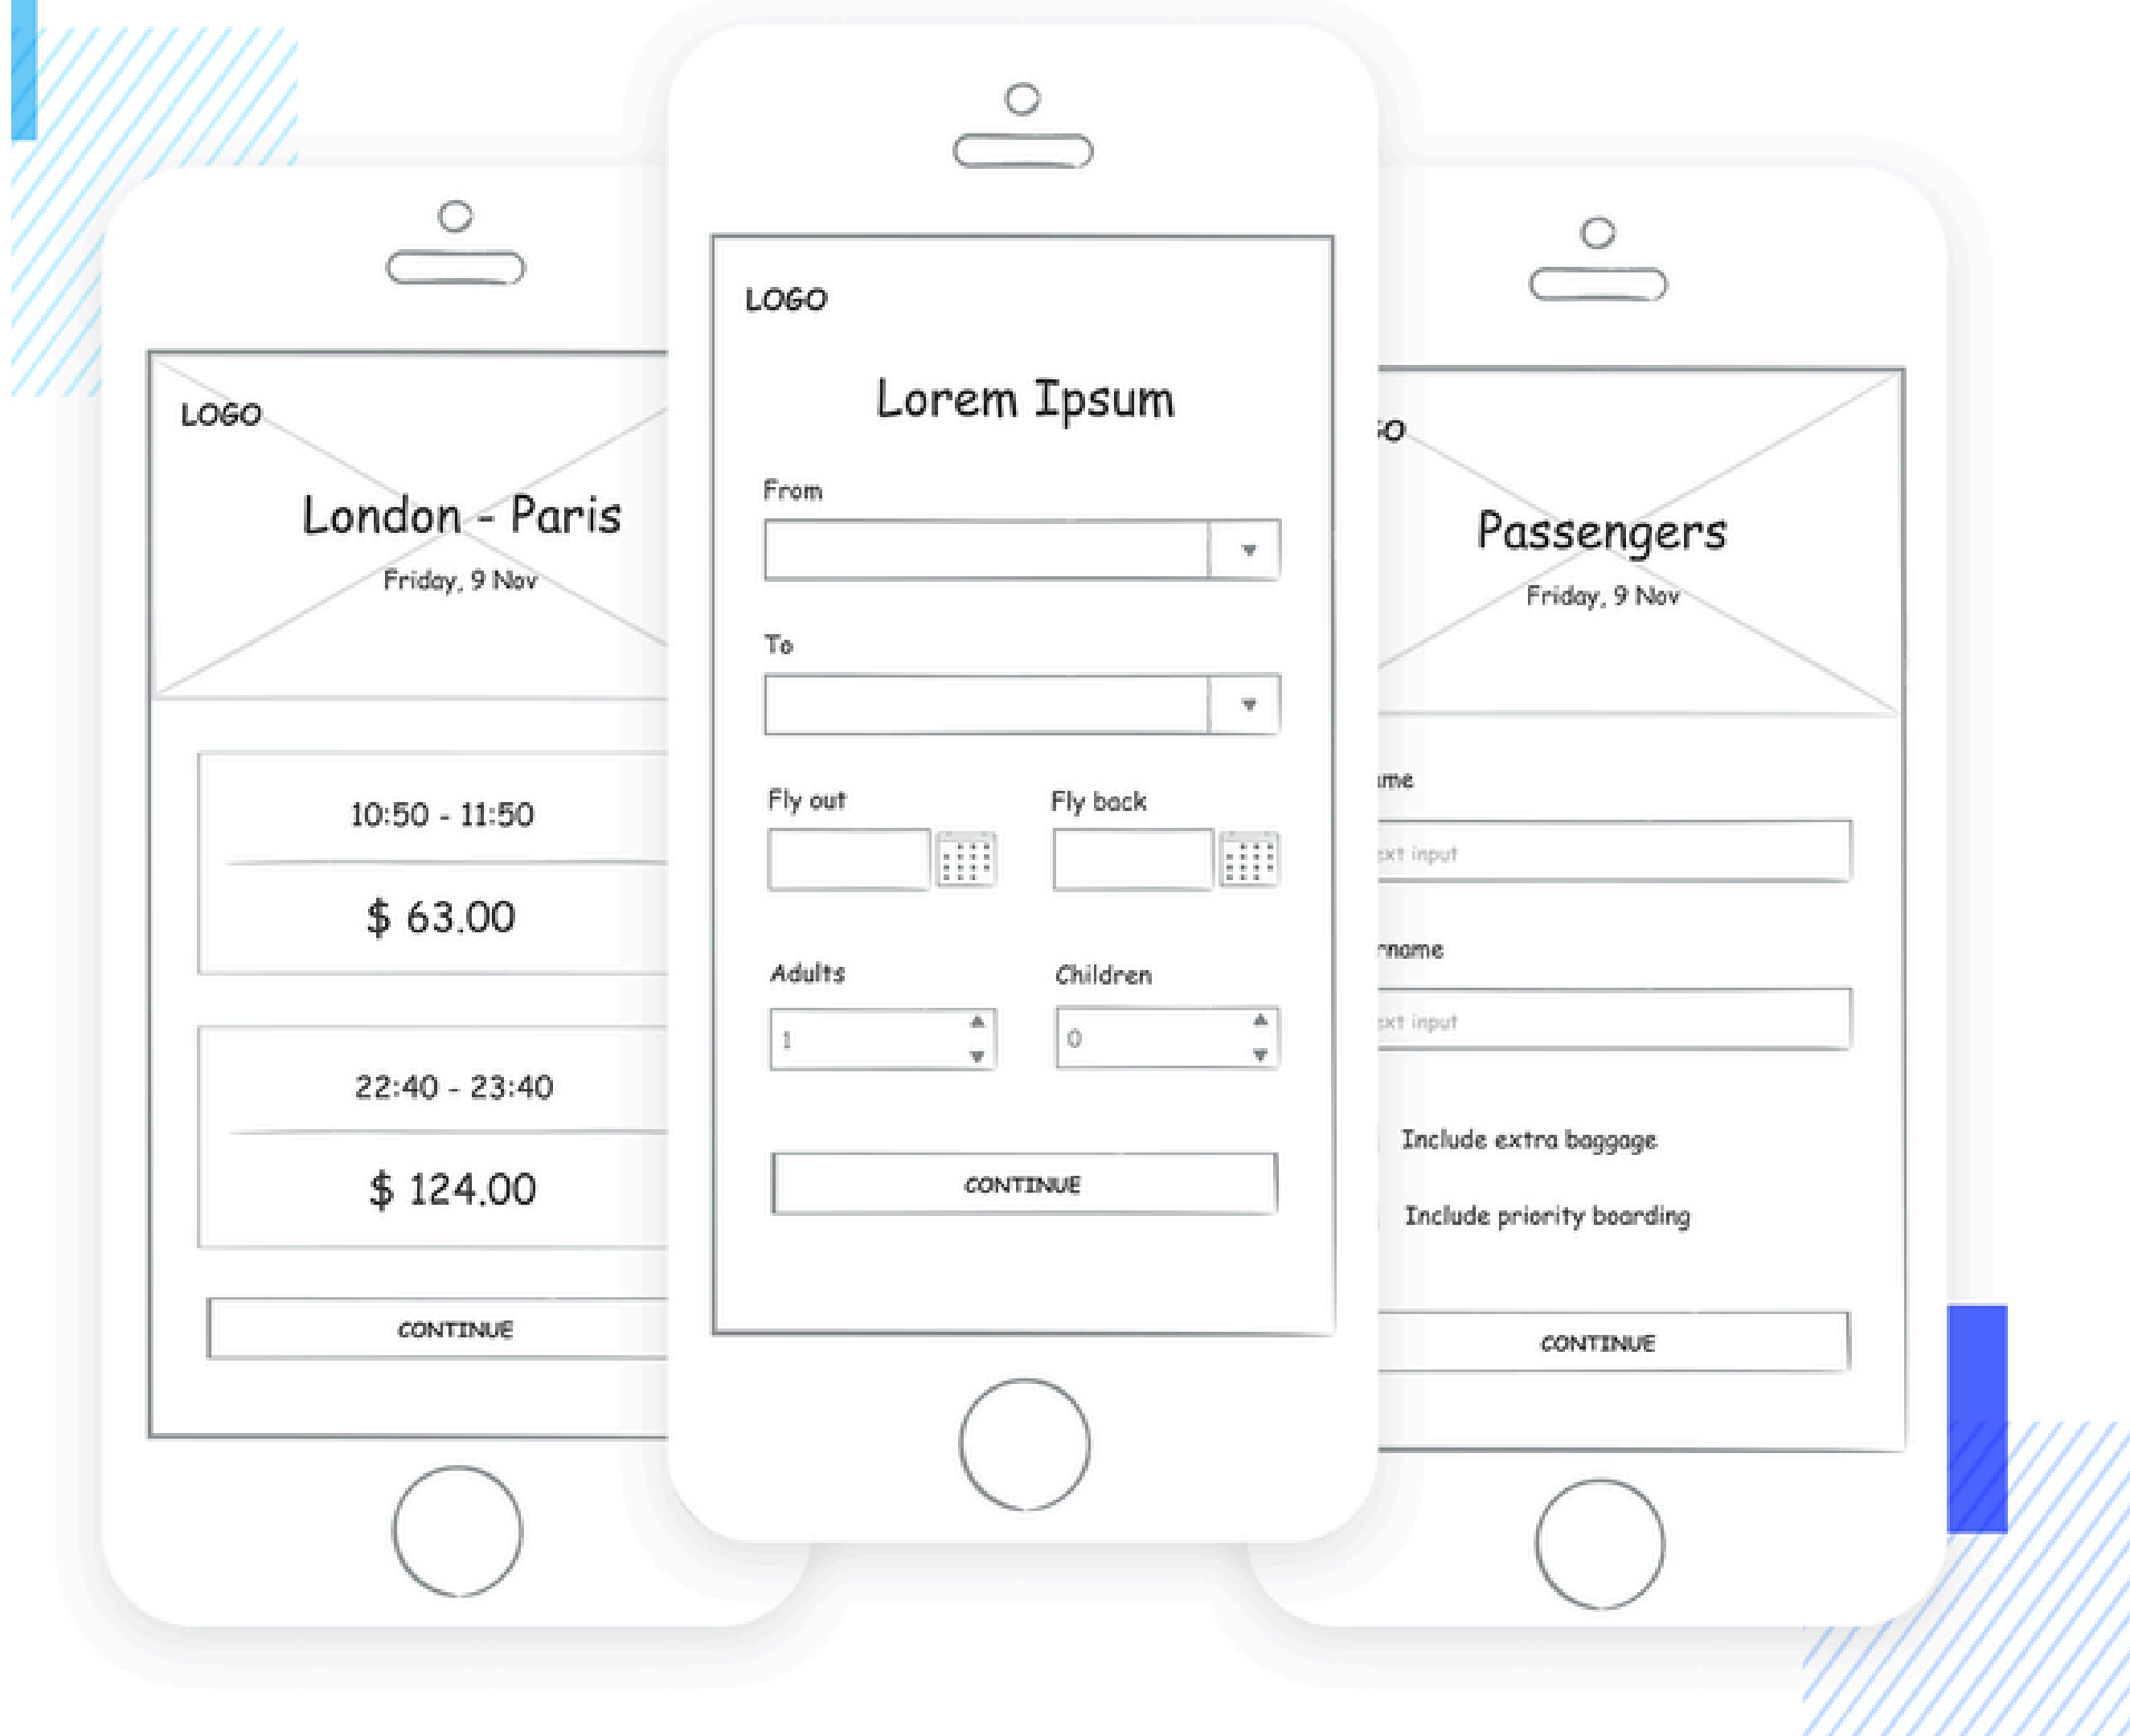 LOGO
London - Paris
Friday, 9 Nov
10:50 - 11:50
$ 63.00
22:40 - 23:40
$ 124.00
CONTINUE
LOGO
Lorem Ipsum
From
To
Fly out Fly back
Adults Children
1 0
CONTINUE
Passengers
Friday, 9 Nov
input
input
Include extra baggage
Include priority boarding
CONTINUE